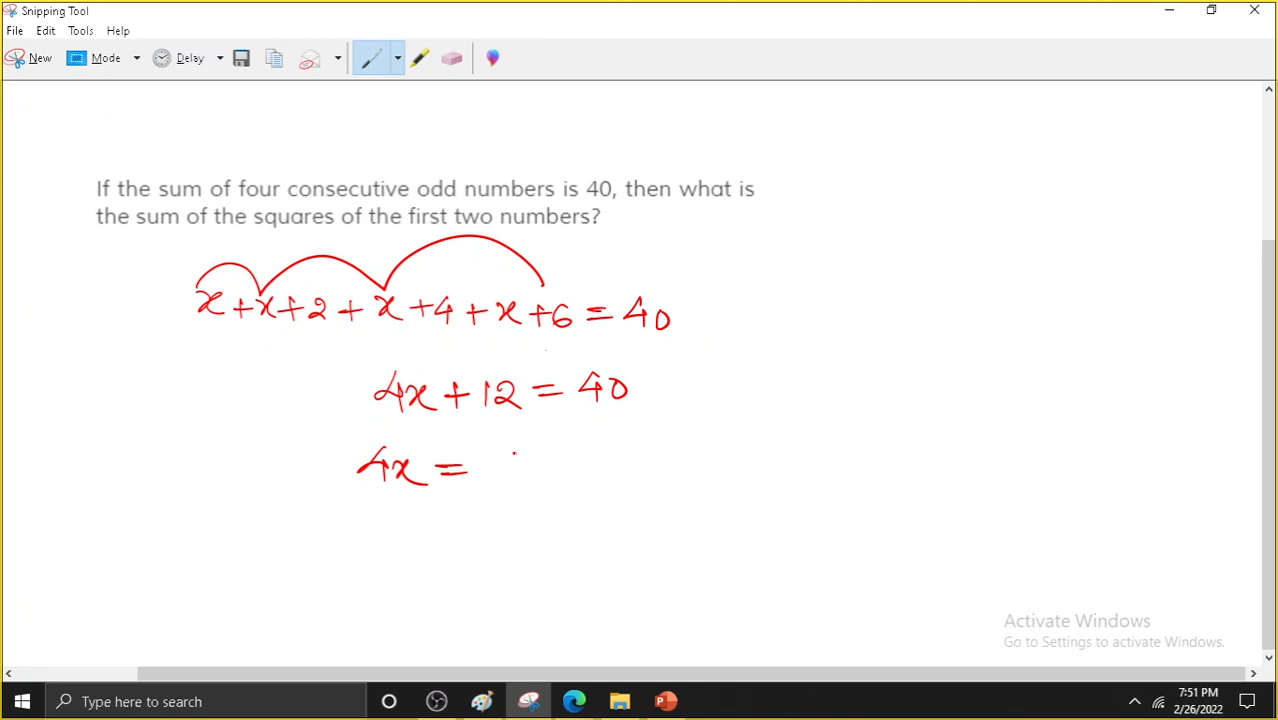 Snipping Tool
File Edit Tools Help
New Mode Delay
If the sum of four consecutive odd numbers is 40, then what is
the sum of the squares of the first two numbers?
x+x+2+x+4+x+6=40
4x+12=40
4x=
Activate Windows
Go to Settings to activate Windows.
Type here to search
7:51 PM
2/26/2022